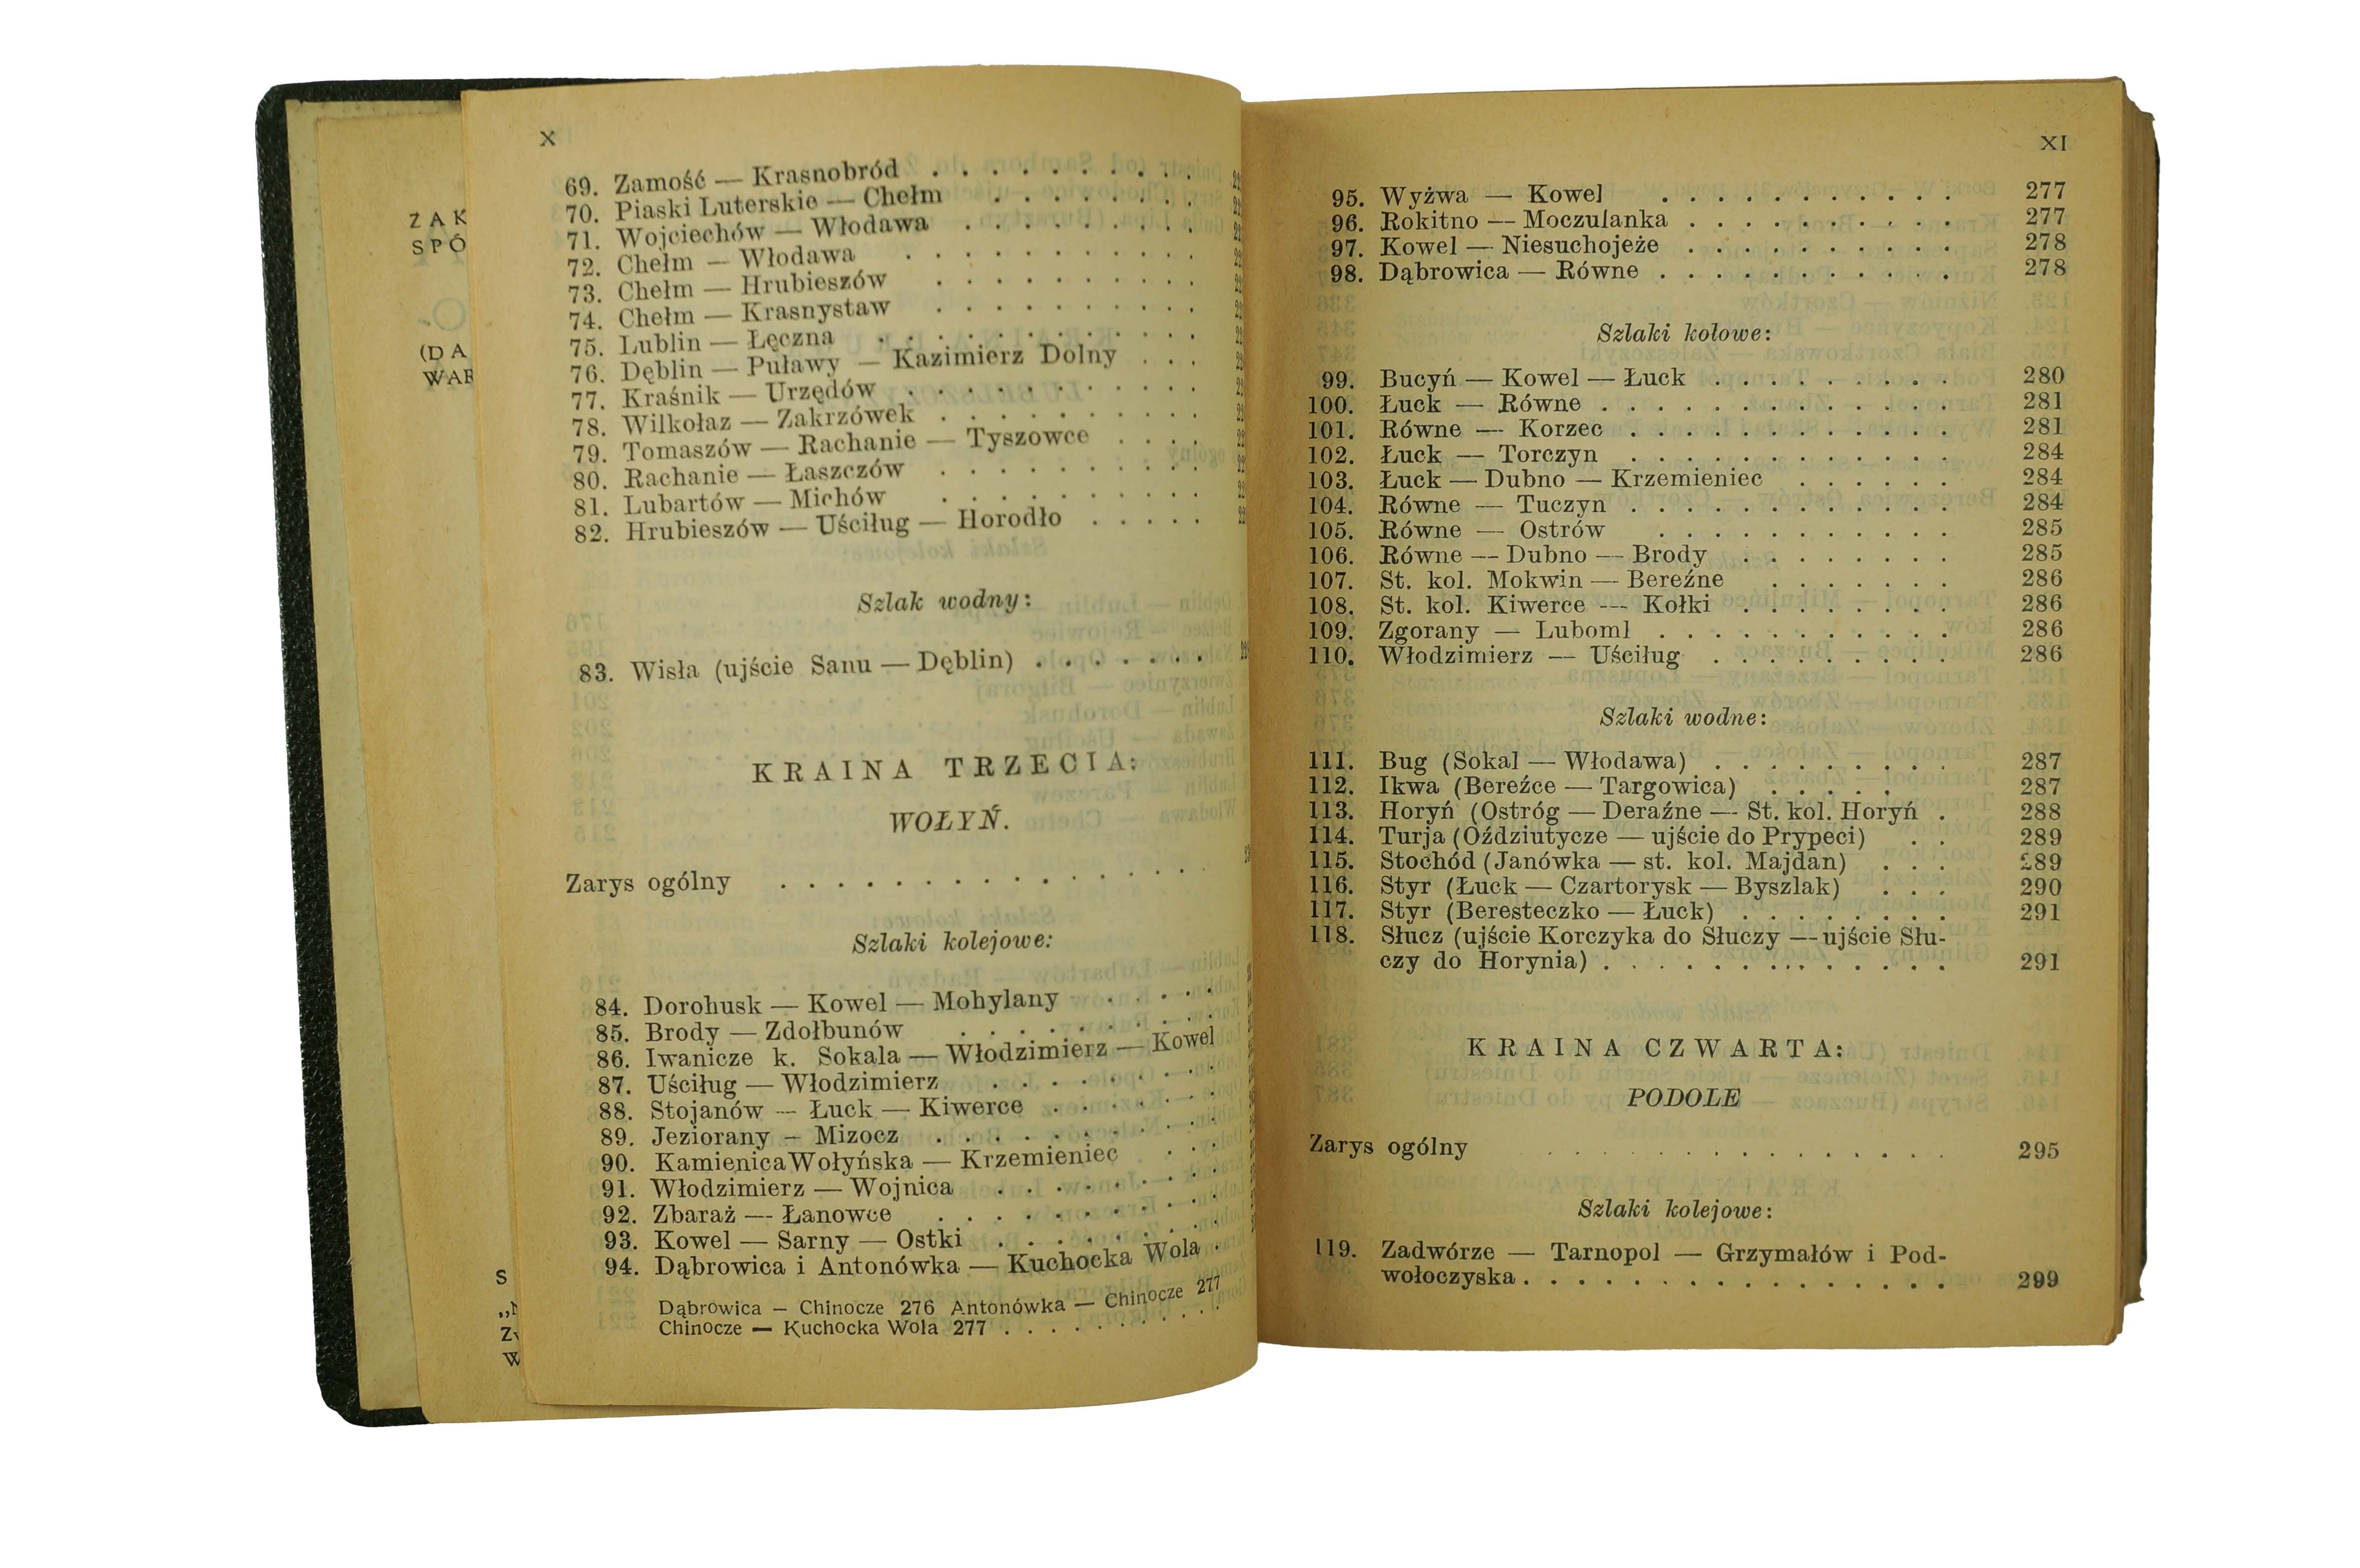 ZAK
SPÓ
(DA
WAR
S
X
69. Zamość — Krasnobród . . . . . . . . . .
70. Piaski Luterskie — Chełm . . . . . . . .
71. Wojciechów — Włodawa . . . . . . . . .
72. Chełm — Włodawa . . . . . . . . . . .
73. Chełm — Hrubieszów . . . . . . . . . .
74. Chełm — Krasnystaw . . . . . . . . . .
75. Lublin — Łęczna . . . . . . . . . . . .
76. Dęblin — Puławy — Kazimierz Dolny . . .
77. Kraśnik — Urzędów . . . . . . . . . . .
78. Wilkołaz — Zakrzówek . . . . . . . . . .
79. Tomaszów — Rachanie — Tyszowce . . . .
80. Rachanie — Łaszczów . . . . . . . . . .
81. Lubartów — Michów . . . . . . . . . .
82. Hrubieszów — Uściług — Horodło . . . . .
Szlak wodny:
83. Wisła (ujście Sanu — Dęblin) . . . . . . .
KRAINA TRZECIA:
WOŁYŃ.
Zarys ogólny . . . . . . . . . . . . . . . .
Szlaki kolejowe:
84. Dorohusk — Kowel — Mohylany . . . . .
85. Brody — Zdołbunów . . . . . . . . . .
86. Iwanicze k. Sokala — Włodzimierz — Kowel
87. Uściług — Włodzimierz . . . . . . . .
88. Stojanów — Łuck — Kiwerce . . . . . .
89. Jeziorany — Mizocz . . . . . . . . . .
90. Kamienica Wołyńska — Krzemieniec . . .
91. Włodzimierz — Wojnica . . . . . . . .
92. Zbaraż — Łanowce . . . . . . . . . .
93. Kowel — Sarny — Ostki . . . . . . . .
94. Dąbrowica i Antonówka — Kuchocka Wola .
Dąbrowica — Chinocze 276 Antonówka — Chinocze 277
Chinocze — Kuchocka Wola 277 . . . . . . . . . .
XI
95. Wyżwa — Kowel . . . . . . . . . . . 277
96. Rokitno — Moczulanka . . . . . . . . . . 277
97. Kowel — Niesuchojeże . . . . . . . . . . 278
98. Dąbrowica — Równe . . . . . . . . . . . 278
Szlaki kołowe:
99. Bucyń — Kowel — Łuck . . . . . . . . . 280
100. Łuck — Równe . . . . . . . . . . . . . 281
101. Równe — Korzec . . . . . . . . . . . . 281
102. Łuck — Torczyn . . . . . . . . . . . . 284
103. Łuck — Dubno — Krzemieniec . . . . . . 284
104. Równe — Tuczyn . . . . . . . . . . . . 284
105. Równe — Ostrów . . . . . . . . . . . 285
106. Równe — Dubno — Brody . . . . . . . . 285
107. St. kol. Mokwin — Bereźne . . . . . . . 286
108. St. kol. Kiwerce — Kołki . . . . . . . . 286
109. Zgorany — Luboml . . . . . . . . . . . 286
110. Włodzimierz — Uściług . . . . . . . . . 286
Szlaki wodne:
111. Bug (Sokal — Włodawa) . . . . . . . . . 287
112. Ikwa (Bereźce — Targowica) . . . . . 287
113. Horyń (Ostróg — Deraźne — St. kol. Horyń . 288
114. Turja (Oździutycze — ujście do Prypeci) . . 289
115. Stochód (Janówka — st. kol. Majdan) . . . 289
116. Styr (Łuck — Czartorysk — Byszlak) . . . 290
117. Styr (Beresteczko — Łuck) . . . . . . . . 291
118. Słucz (ujście Korczyka do Słuczy — ujście Słu-
czy do Horynia) . . . . . . . . . . . . . 291
KRAINA CZWARTA:
PODOLE
Zarys ogólny . . . . . . . . . . . . . . . 295
Szlaki kolejowe:
119. Zadwórze — Tarnopol — Grzymałów i Pod-
wołoczyska . . . . . . . . . . . . . . . . 299